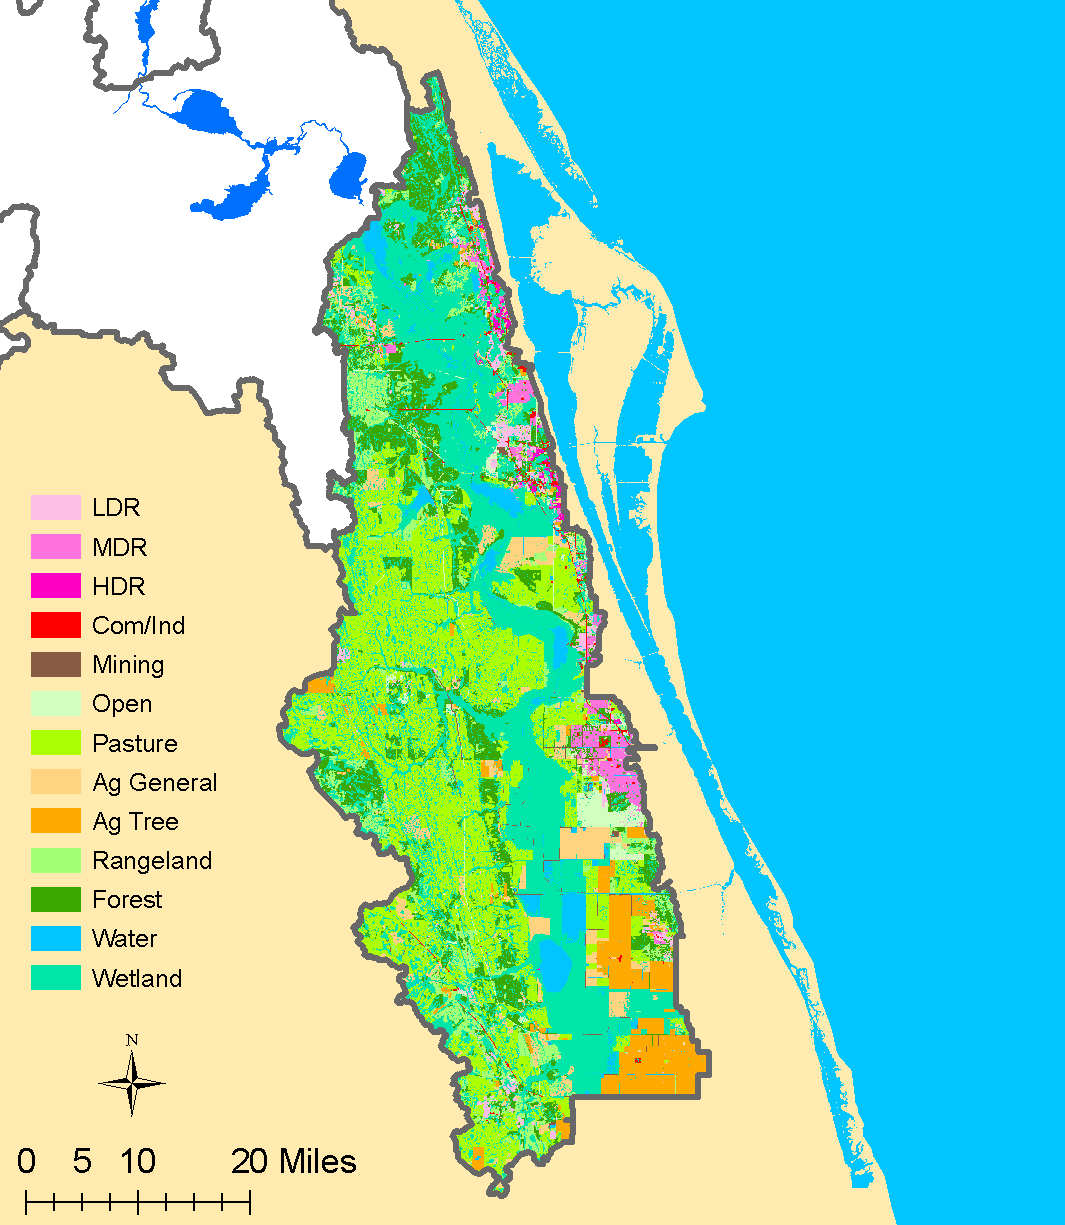 LDR
MDR
HDR
Com/Ind
Mining
Open
Pasture
Ag General
Ag Tree
Rangeland
Forest
Water
Wetland
N
0 5 10 20 Miles